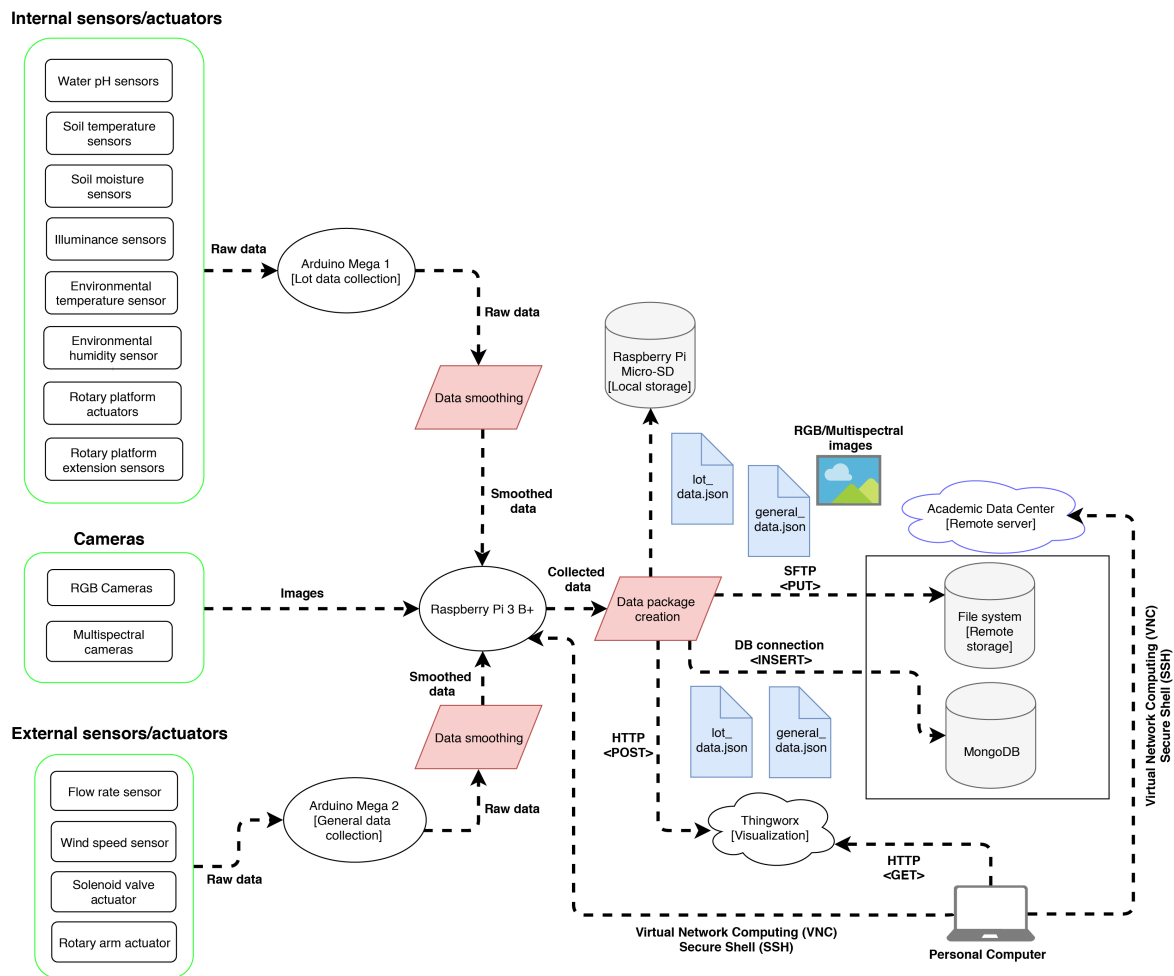 Internal sensors/actuators
Water pH sensors
Soil temperature
sensors
Soil moisture
sensors
Illuminance sensors
Environmental
temperature sensor
Environmental
humidity sensor
Rotary platform
actuators
Rotary platform
extension sensors
Raw data
Arduino Mega 1
[Lot data collection]
Raw data
Data smoothing
Smoothed
data
Cameras
RGB Cameras
Multispectral
cameras
Images
Raspberry Pi 3 B+
Collected
data
Data package
creation
Raspberry Pi
Micro-SD
[Local storage]
lot_
data.json
general_
data.json
RGB/Multispectral
images
Academic Data Center
[Remote server]
SFTP
<PUT>
File system
[Remote
storage]
DB connection
<INSERT>
MongoDB
lot_
data.json
general_
data.json
HTTP
<POST>
Thingworx
[Visualization]
HTTP
<GET>
Smoothed
data
Data smoothing
Raw data
External sensors/actuators
Flow rate sensor
Wind speed sensor
Solenoid valve
actuator
Rotary arm actuator
Raw data
Arduino Mega 2
[General data
collection]
Virtual Network Computing (VNC)
Secure Shell (SSH)
Personal Computer
Virtual Network Computing (VNC)
Secure Shell (SSH)